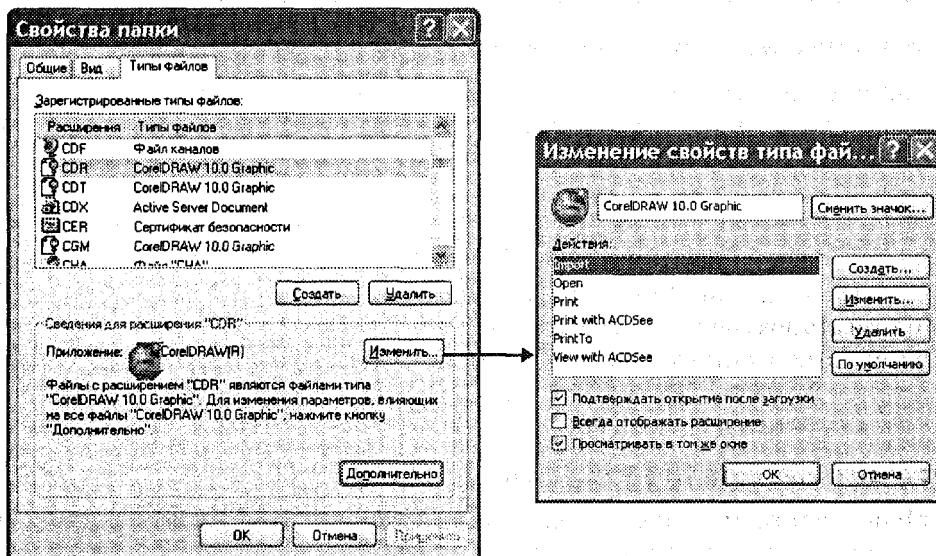 Свойства папки
Общие Вид Типы файлов
Зарегистрированные типы файлов:
Расширения Типы файлов
CDF Файл каналов
CDR CorelDRAW 10.0 Graphic
CDT CorelDRAW 10.0 Graphic
CDX Active Server Document
CER Сертификат безопасности
CGM CorelDRAW 10.0 Graphic
CHA Файл "CHA"
Создать Удалить
Сведения для расширения "CDR"
Приложение: CorelDRAW(R) Изменить...
Файлы с расширением "CDR" являются файлами типа
"CorelDRAW 10.0 Graphic". Для изменения параметров, влияющих
на все файлы "CorelDRAW 10.0 Graphic", нажмите кнопку
"Дополнительно".
Дополнительно
OK Отмена Применить
Изменение свойств типа фай...
CorelDRAW 10.0 Graphic Сменить значок...
Действия:
Import
Open
Print
Print with ACDSee
PrintTo
View with ACDSee
Создать...
Изменить...
Удалить
По умолчанию
Подтверждать открытие после загрузки
Всегда отображать расширение
Просматривать в том же окне
OK Отмена